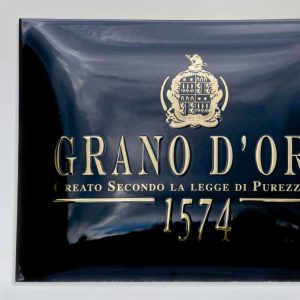 GRANO D'OR
CREATO SECONDO LA LEGGE DI PUREZZ
1574